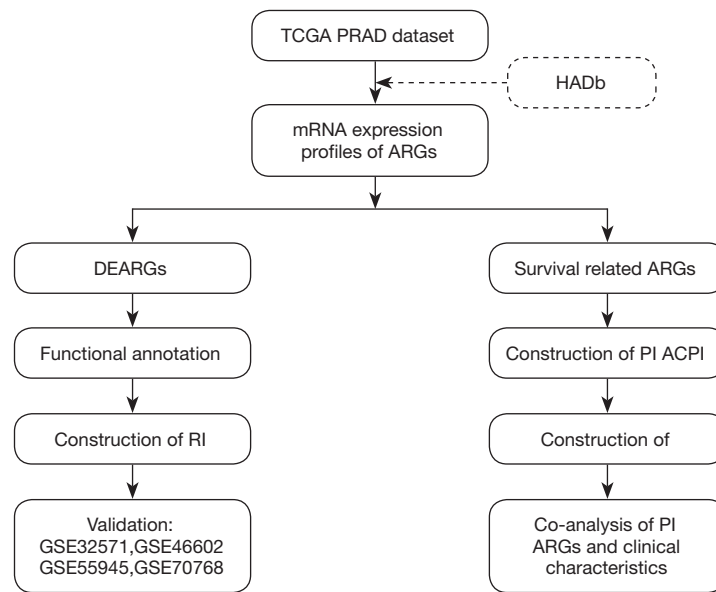 TCGA PRAD dataset
HADb
mRNA expression
profiles of ARGs
DEARGs
Survival related ARGs
Functional annotation
Construction of PI ACPI
Construction of RI
Construction of
Validation:
GSE32571,GSE46602
GSE55945,GSE70768
Co-analysis of PI
ARGs and clinical
characteristics